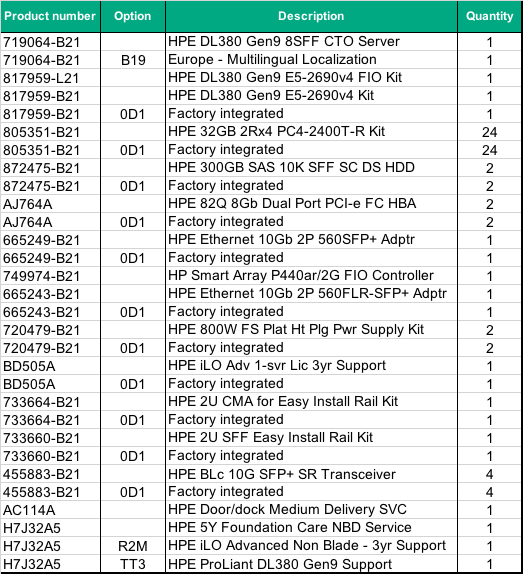 Product number Option Description Quantity
719064-B21 HPE DL380 Gen9 8SFF CTO Server 1
719064-B21 B19 Europe - Multilingual Localization 1
817959-L21 HPE DL380 Gen9 E5-2690v4 FIO Kit 1
817959-B21 HPE DL380 Gen9 E5-2690v4 Kit 1
817959-B21 0D1 Factory integrated 1
805351-B21 HPE 32GB 2Rx4 PC4-2400T-R Kit 24
805351-B21 0D1 Factory integrated 24
872475-B21 HPE 300GB SAS 10K SFF SC DS HDD 2
872475-B21 0D1 Factory integrated 2
AJ764A HPE 82Q 8Gb Dual Port PCI-e FC HBA 2
AJ764A 0D1 Factory integrated 2
665249-B21 HPE Ethernet 10Gb 2P 560SFP+ Adptr 1
665249-B21 0D1 Factory integrated 1
749974-B21 HP Smart Array P440ar/2G FIO Controller 1
665243-B21 HPE Ethernet 10Gb 2P 560FLR-SFP+ Adptr 1
665243-B21 0D1 Factory integrated 1
720479-B21 HPE 800W FS Plat Ht Plg Pwr Supply Kit 2
720479-B21 0D1 Factory integrated 2
BD505A HPE iLO Adv 1-svr Lic 3yr Support 1
BD505A 0D1 Factory integrated 1
733664-B21 HPE 2U CMA for Easy Install Rail Kit 1
733664-B21 0D1 Factory integrated 1
733660-B21 HPE 2U SFF Easy Install Rail Kit 1
733660-B21 0D1 Factory integrated 1
455883-B21 HPE BLc 10G SFP+ SR Transceiver 4
455883-B21 0D1 Factory integrated 4
AC114A HPE Door/dock Medium Delivery SVC 1
H7J32A5 HPE 5Y Foundation Care NBD Service 1
H7J32A5 R2M HPE iLO Advanced Non Blade - 3yr Support 1
H7J32A5 TT3 HPE ProLiant DL380 Gen9 Support 1